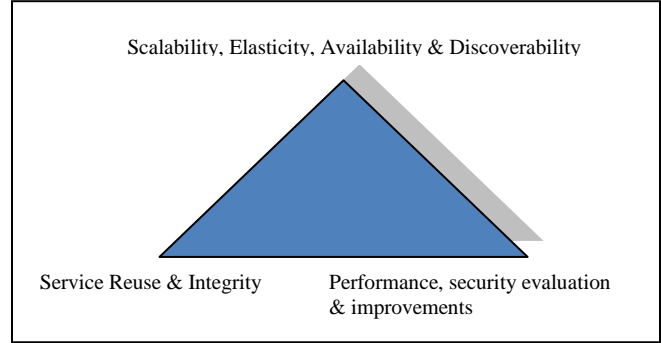 Scalability, Elasticity, Availability & Discoverability
Service Reuse & Integrity
Performance, security evaluation
& improvements